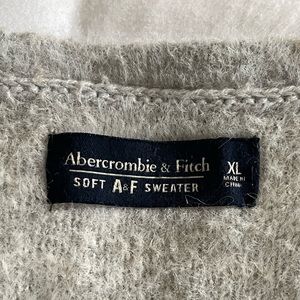 Abercrombie & Fitch
SOFT A&F SWEATER
XL
MADE IN
CHINA